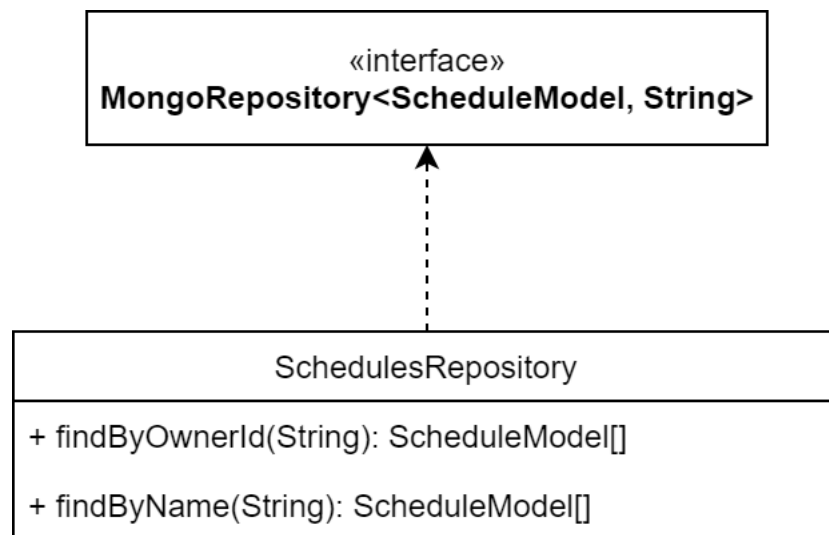 «interface»
MongoRepository<ScheduleModel, String>
SchedulesRepository
+ findByOwnerId(String): ScheduleModel[]
+ findByName(String): ScheduleModel[]